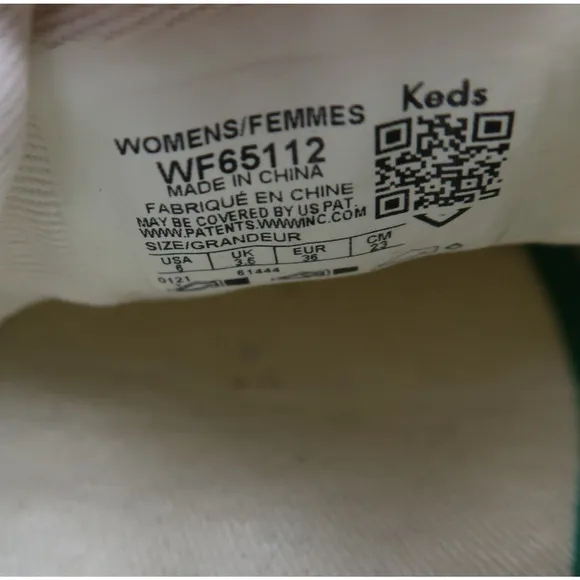 Keds
WOMENS/FEMMES
WF65112
MADE IN CHINA
FABRIQUÉ EN CHINE
MAY BE COVERED BY US PAT.
WWW.PATENTS.WWWINC.COM
SIZE/GRANDEUR
USA UK EUR CM
6 3.5 36 23
0121 61444